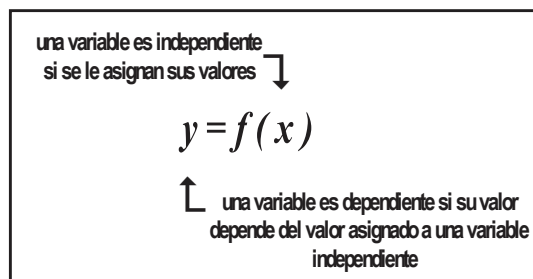 una variable es independiente
si se le asignan sus valores
y = f ( x )
una variable es dependiente si su valor
depende del valor asignado a una variable
independiente